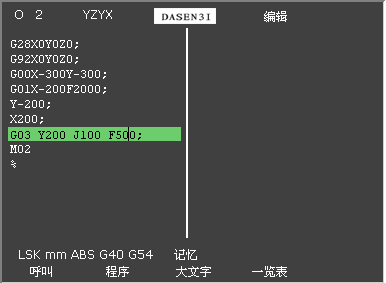 O 2 YZYX DASEN3I 编辑
G28X0Y0Z0;
G92X0Y0Z0;
G00X-300Y-300;
G01X-200F2000;
Y-200;
X200;
G03 Y200 J100 F500;
M02
%
LSK mm ABS G40 G54 记忆
呼叫 程序 大文字 一览表